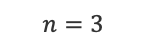 n = 3